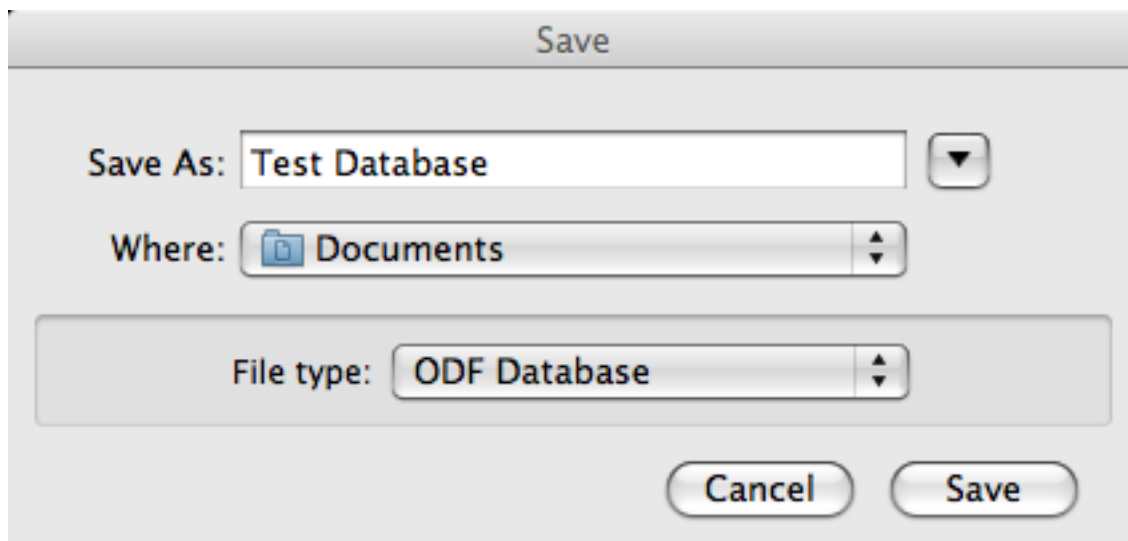 Save
Save As: Test Database
Where: Documents
File type: ODF Database
Cancel Save